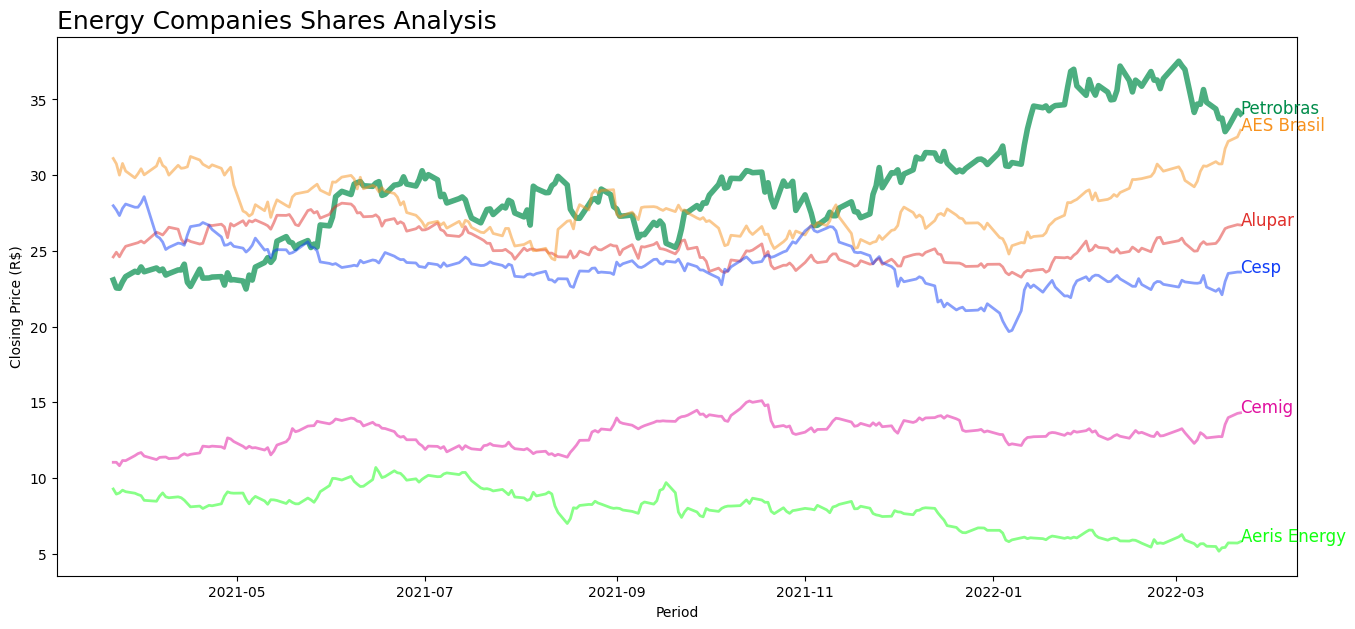 Energy Companies Shares Analysis
Closing Price (R$)
35
30
25
20
15
10
5
Petrobras
AES Brasil
Alupar
Cesp
Cemig
Aeris Energy
2021-05
2021-07
2021-09
2021-11
2022-01
2022-03
Period